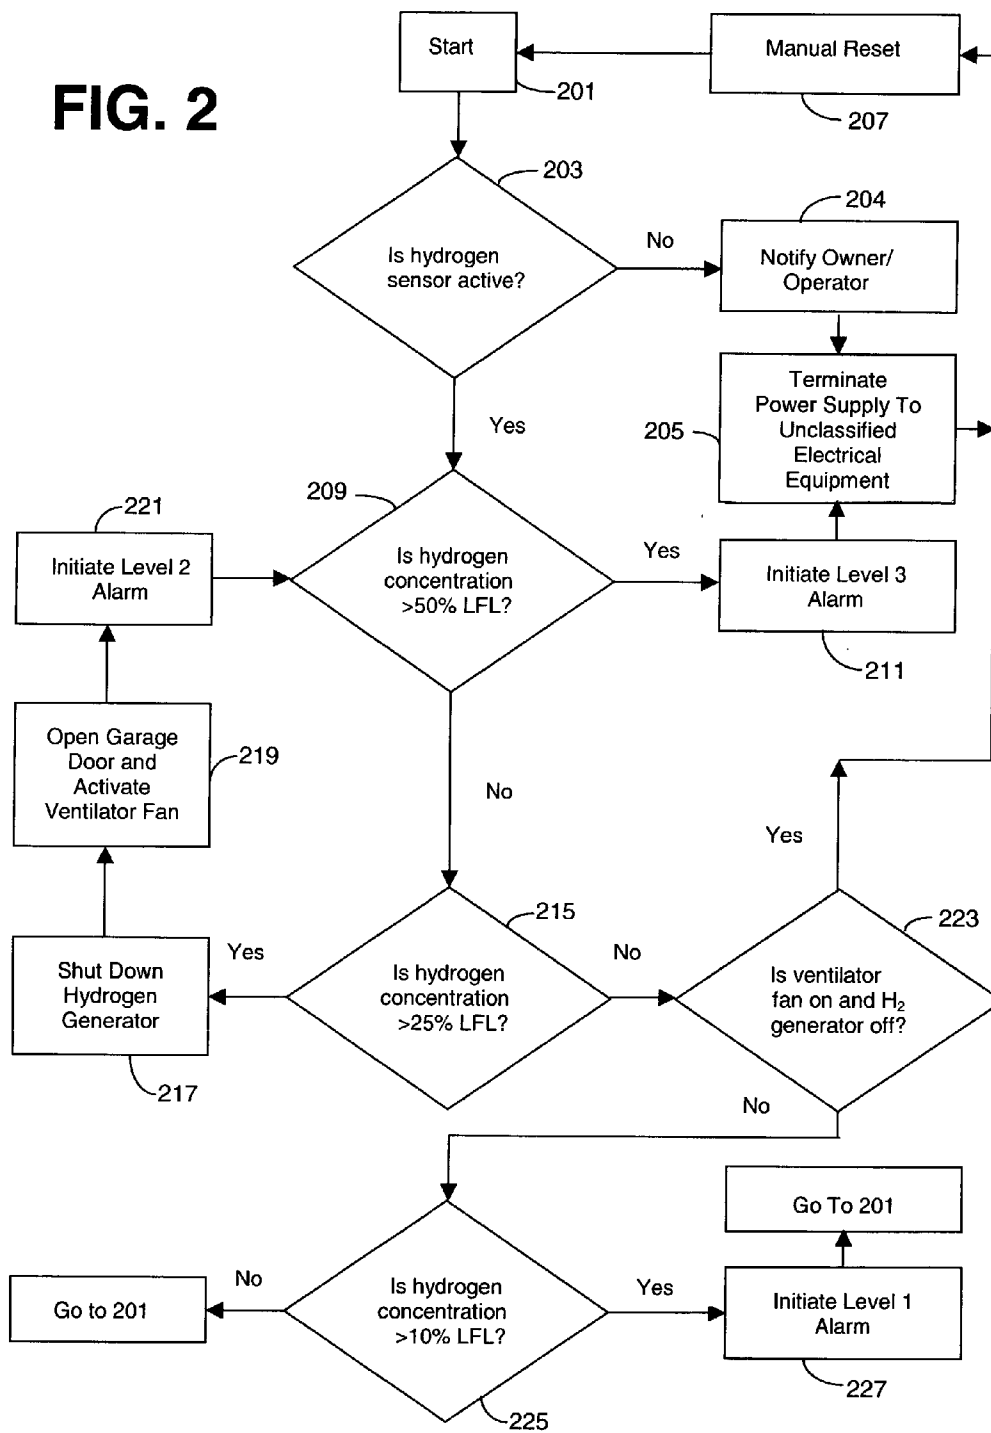 FIG. 2
Start
201
Manual Reset
207
203
Is hydrogen
sensor active?
No
204
Notify Owner/
Operator
Yes
205
Terminate
Power Supply To
Unclassified
Electrical
Equipment
209
Is hydrogen
concentration
>50% LFL?
Yes
Initiate Level 3
Alarm
211
221
Initiate Level 2
Alarm
No
Open Garage
Door and
Activate
Ventilator Fan
219
215
Is hydrogen
concentration
>25% LFL?
Yes
Shut Down
Hydrogen
Generator
217
No
Yes
223
Is ventilator
fan on and H₂
generator off?
No
Is hydrogen
concentration
>10% LFL?
225
No
Go to 201
Yes
Initiate Level 1
Alarm
227
Go To 201